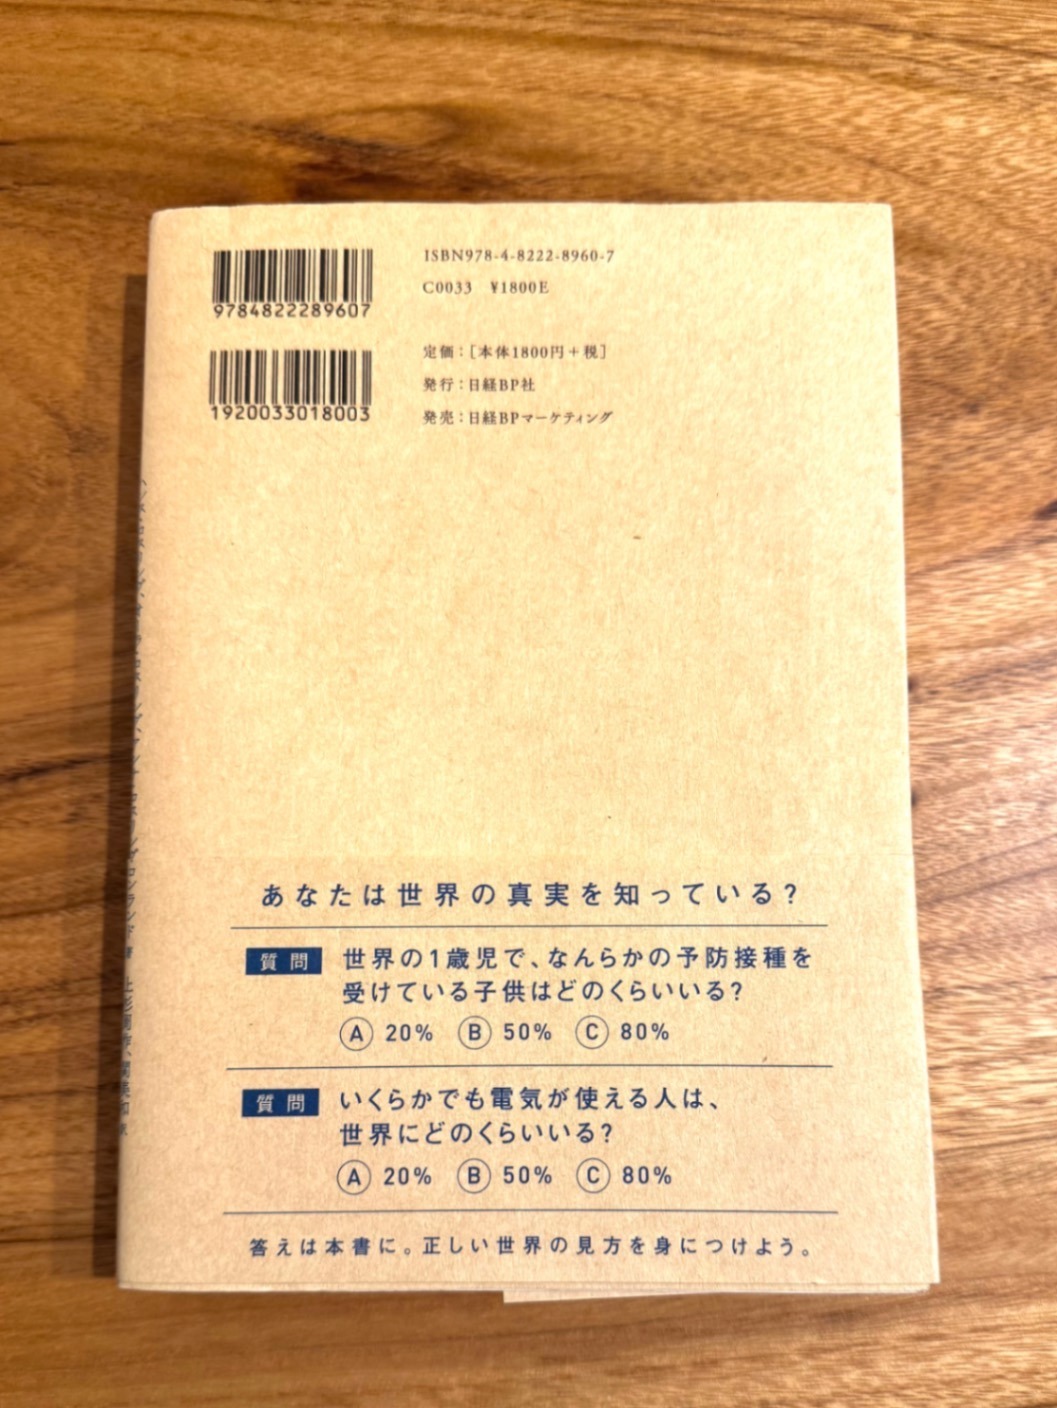 ISBN978-4-8222-8960-7
C0033 ¥1800E
9784822289607
定価：[本体1800円＋税]
発行：日経BP社
発売：日経BPマーケティング
1920033018003
あなたは世界の真実を知っている?
質問 世界の1歳児で、なんらかの予防接種を
受けている子供はどのくらいいる?
A 20% B 50% C 80%
質問 いくらかでも電気が使える人は、
世界にどのくらいいる?
A 20% B 50% C 80%
答えは本書に。正しい世界の見方を身につけよう。